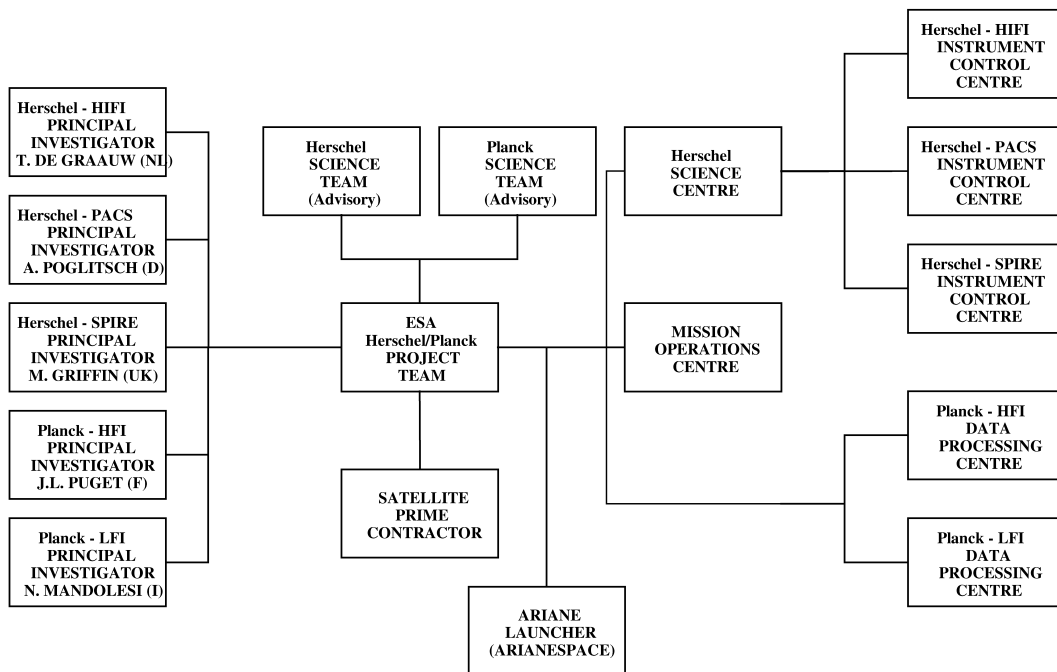 Herschel - HIFI
PRINCIPAL
INVESTIGATOR
T. DE GRAAUW (NL)
Herschel - PACS
PRINCIPAL
INVESTIGATOR
A. POGLITSCH (D)
Herschel - SPIRE
PRINCIPAL
INVESTIGATOR
M. GRIFFIN (UK)
Planck - HFI
PRINCIPAL
INVESTIGATOR
J.L. PUGET (F)
Planck - LFI
PRINCIPAL
INVESTIGATOR
N. MANDOLESI (I)
Herschel
SCIENCE
TEAM
(Advisory)
Planck
SCIENCE
TEAM
(Advisory)
ESA
Herschel/Planck
PROJECT
TEAM
SATELLITE
PRIME
CONTRACTOR
ARIANE
LAUNCHER
(ARIANESPACE)
Herschel
SCIENCE
CENTRE
MISSION
OPERATIONS
CENTRE
Herschel - HIFI
INSTRUMENT
CONTROL
CENTRE
Herschel - PACS
INSTRUMENT
CONTROL
CENTRE
Herschel - SPIRE
INSTRUMENT
CONTROL
CENTRE
Planck - HFI
DATA
PROCESSING
CENTRE
Planck - LFI
DATA
PROCESSING
CENTRE